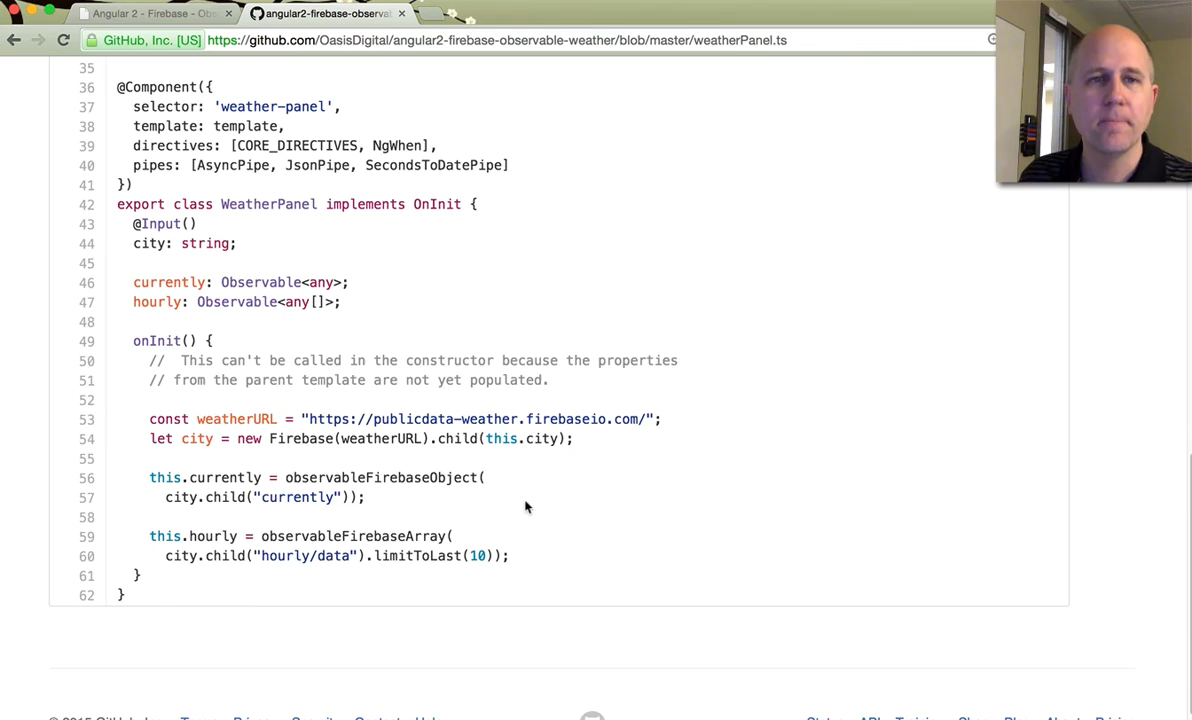 Angular 2 - Firebase - Obse
angular2-firebase-observa
GitHub, Inc. [US] https://github.com/OasisDigital/angular2-firebase-observable-weather/blob/master/weatherPanel.ts
35
36 @Component({
37 selector: 'weather-panel',
38 template: template,
39 directives: [CORE_DIRECTIVES, NgWhen],
40 pipes: [AsyncPipe, JsonPipe, SecondsToDatePipe]
41 })
42 export class WeatherPanel implements OnInit {
43 @Input()
44 city: string;
45
46 currently: Observable<any>;
47 hourly: Observable<any[]>;
48
49 onInit() {
50 // This can't be called in the constructor because the properties
51 // from the parent template are not yet populated.
52
53 const weatherURL = "https://publicdata-weather.firebaseio.com/";
54 let city = new Firebase(weatherURL).child(this.city);
55
56 this.currently = observableFirebaseObject(
57 city.child("currently"));
58
59 this.hourly = observableFirebaseArray(
60 city.child("hourly/data").limitToLast(10));
61 }
62 }